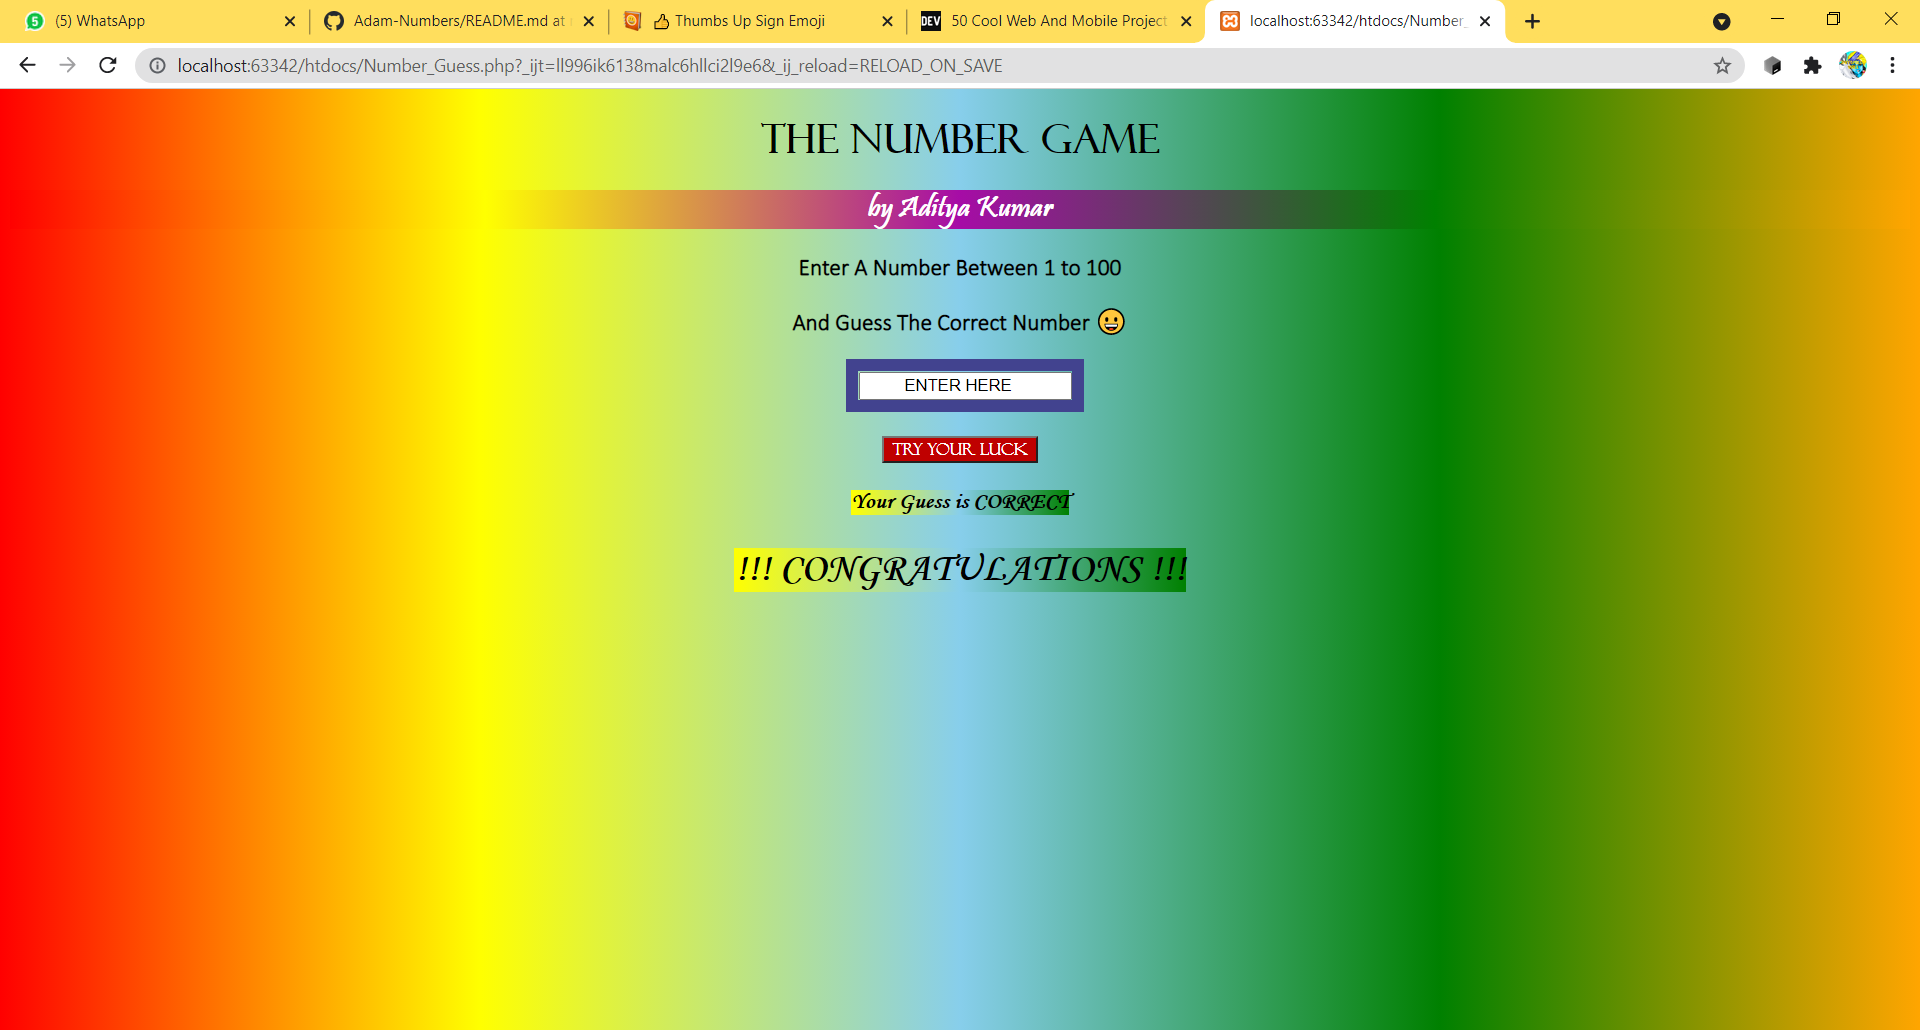 (5) WhatsApp
Adam-Numbers/README.md at
👍 Thumbs Up Sign Emoji
DEV 50 Cool Web And Mobile Project
localhost:63342/htdocs/Number_
localhost:63342/htdocs/Number_Guess.php?_ijt=ll996ik6138malc6hllci2l9e6&_ij_reload=RELOAD_ON_SAVE
THE NUMBER GAME
by Aditya Kumar
Enter A Number Between 1 to 100
And Guess The Correct Number 😀
ENTER HERE
TRY YOUR LUCK
Your Guess is CORRECT
!!! CONGRATULATIONS !!!